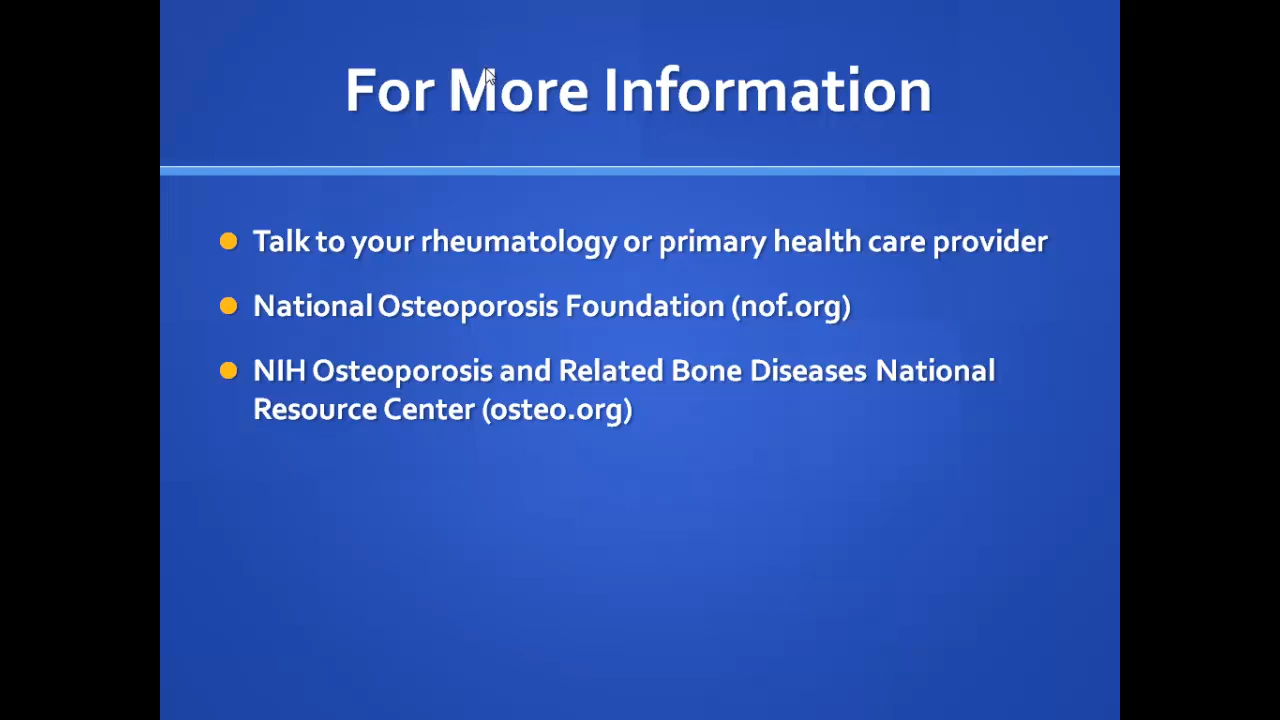 For More Information
Talk to your rheumatology or primary health care provider
National Osteoporosis Foundation (nof.org)
NIH Osteoporosis and Related Bone Diseases National
Resource Center (osteo.org)